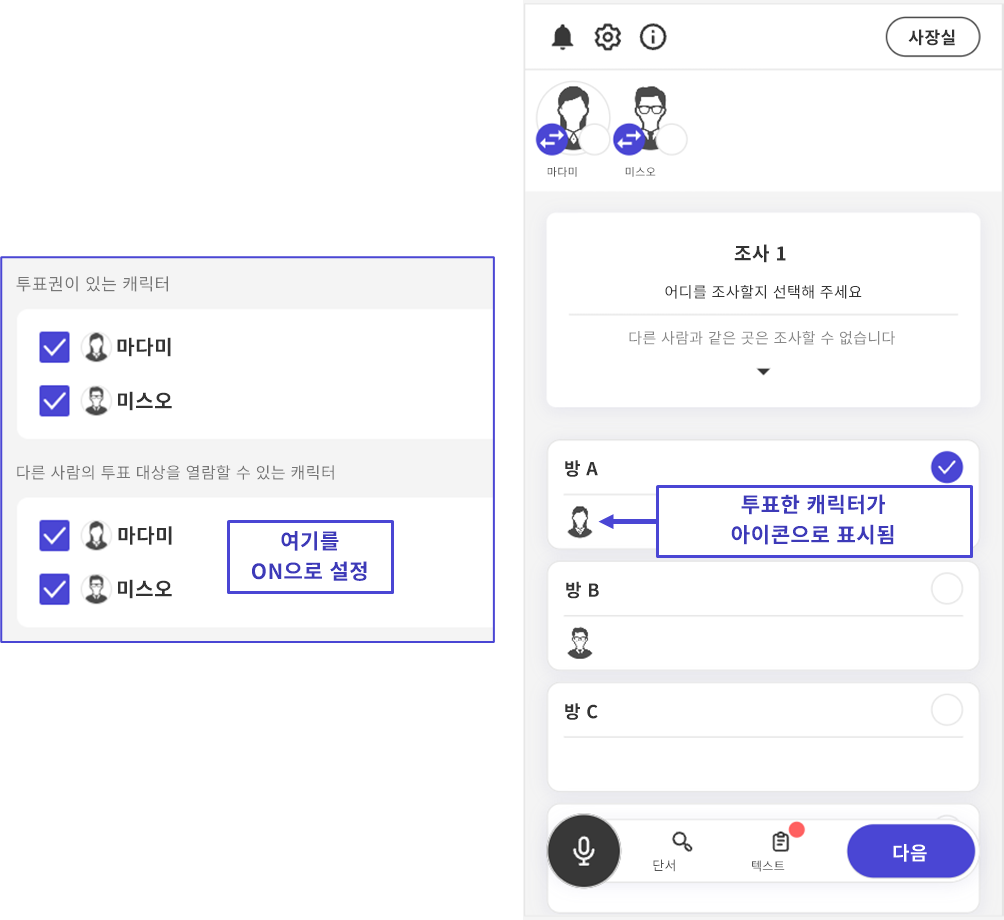 투표권이 있는 캐릭터
마다미
미스오
다른 사람의 투표 대상을 열람할 수 있는 캐릭터
마다미
미스오
여기를
ON으로 설정
사장실
마다미
미스오
조사 1
어디를 조사할지 선택해 주세요
다른 사람과 같은 곳은 조사할 수 없습니다
방 A
투표한 캐릭터가
아이콘으로 표시됨
방 B
방 C
단서
텍스트
다음